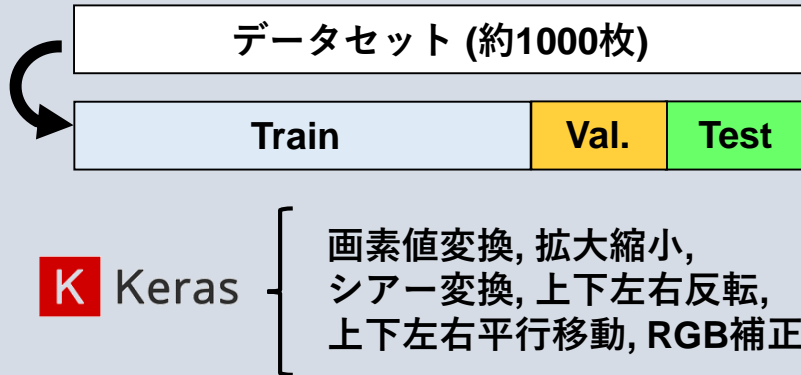 データセット (約1000枚)
Train Val. Test
K Keras
画素値変換, 拡大縮小,
シアー変換, 上下左右反転,
上下左右平行移動, RGB補正